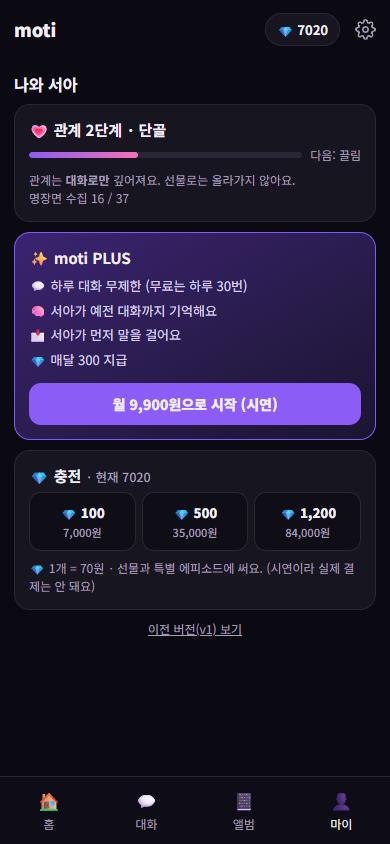 moti
7020
나와 서아
관계 2단계 · 단골
다음: 끌림
관계는 대화로만 깊어져요. 선물로는 올라가지 않아요.
명장면 수집 16 / 37
moti PLUS
하루 대화 무제한 (무료는 하루 30번)
서아가 예전 대화까지 기억해요
서아가 먼저 말을 걸어요
매달 300 지급
월 9,900원으로 시작 (시연)
충전 · 현재 7020
100
7,000원
500
35,000원
1,200
84,000원
1개 = 70원 · 선물과 특별 에피소드에 써요. (시연이라 실제 결
제는 안 돼요)
이전 버전(v1) 보기
홈
대화
앨범
마이